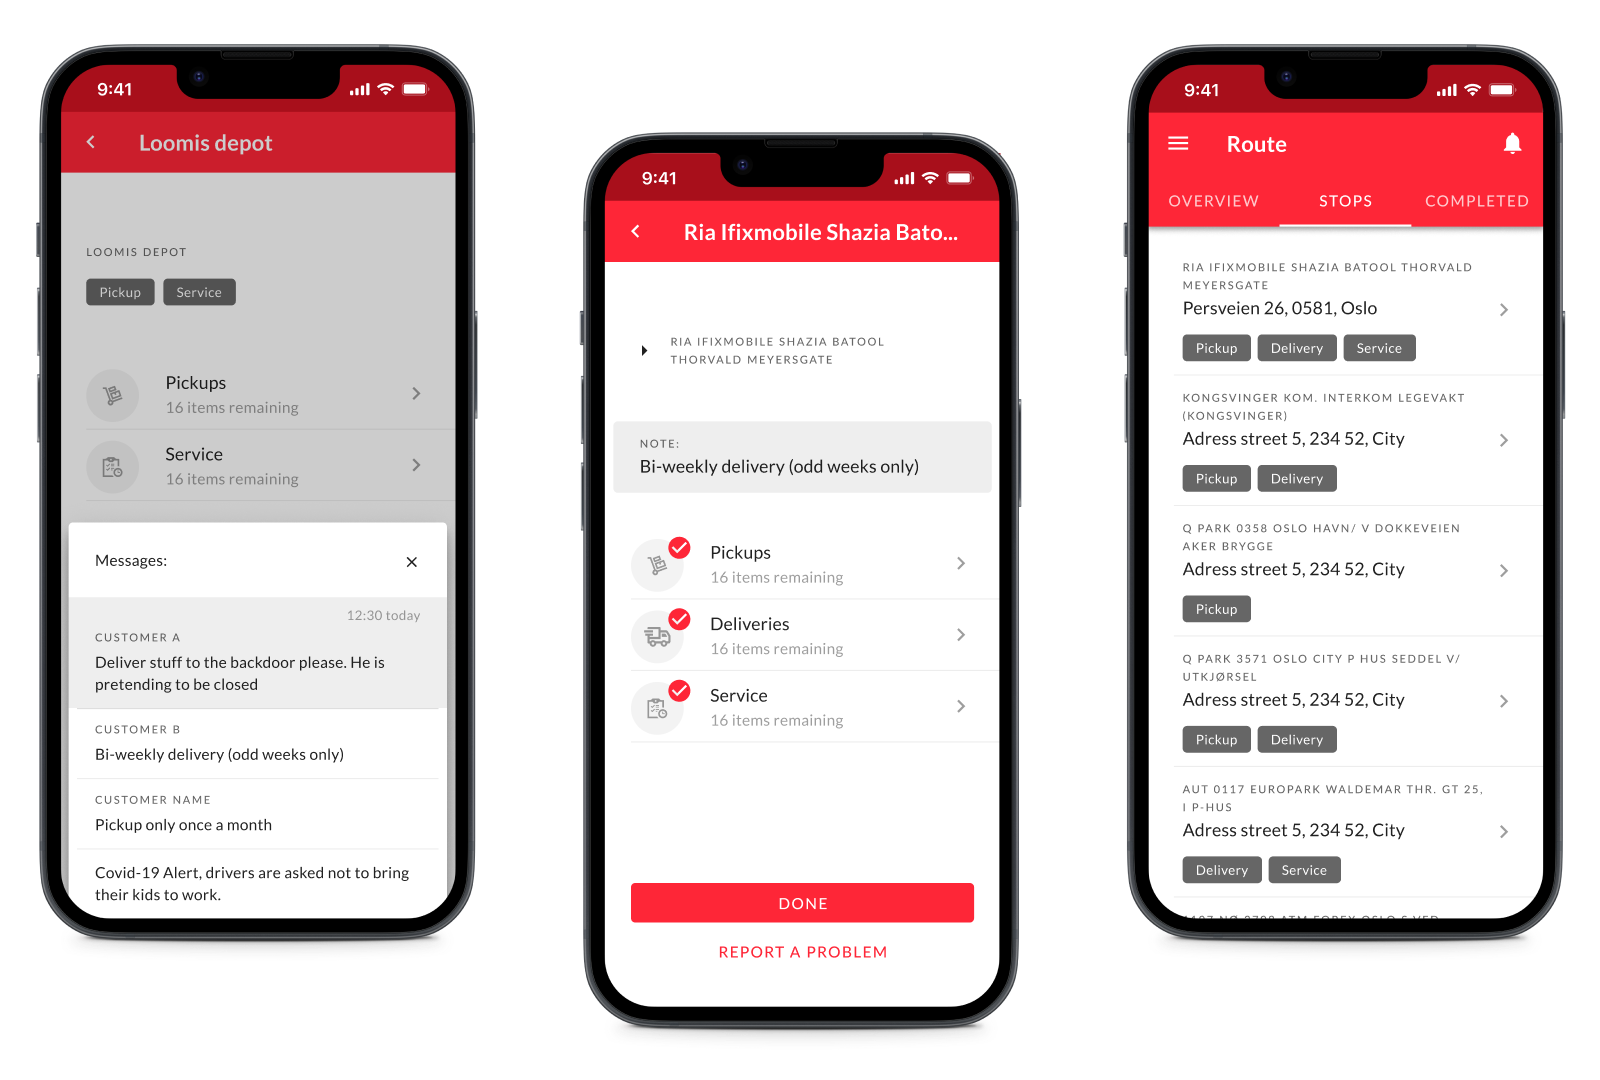 9:41
Loomis depot
LOOMIS DEPOT
Pickup Service
Pickups
16 items remaining
Service
16 items remaining
Messages:
12:30 today
CUSTOMER A
Deliver stuff to the backdoor please. He is
pretending to be closed
CUSTOMER B
Bi-weekly delivery (odd weeks only)
CUSTOMER NAME
Pickup only once a month
Covid-19 Alert, drivers are asked not to bring
their kids to work.
9:41
Ria Ifixmobile Shazia Bato...
RIA IFIXMOBILE SHAZIA BATOOL
THORVALD MEYERSGATE
NOTE:
Bi-weekly delivery (odd weeks only)
Pickups
16 items remaining
Deliveries
16 items remaining
Service
16 items remaining
DONE
REPORT A PROBLEM
9:41
Route
OVERVIEW STOPS COMPLETED
RIA IFIXMOBILE SHAZIA BATOOL THORVALD
MEYERSGATE
Persveien 26, 0581, Oslo
Pickup Delivery Service
KONGSVINGER KOM. INTERKOM LEGEVAKT
(KONGSVINGER)
Adress street 5, 234 52, City
Pickup Delivery
Q PARK 0358 OSLO HAVN/ V DOKKEVEIEN
AKER BRYGGE
Adress street 5, 234 52, City
Pickup
Q PARK 3571 OSLO CITY P HUS SEDDEL V/
UTKJØRSEL
Adress street 5, 234 52, City
Pickup Delivery
AUT 0117 EUROPARK WALDEMAR THR. GT 25,
I P-HUS
Adress street 5, 234 52, City
Delivery Service